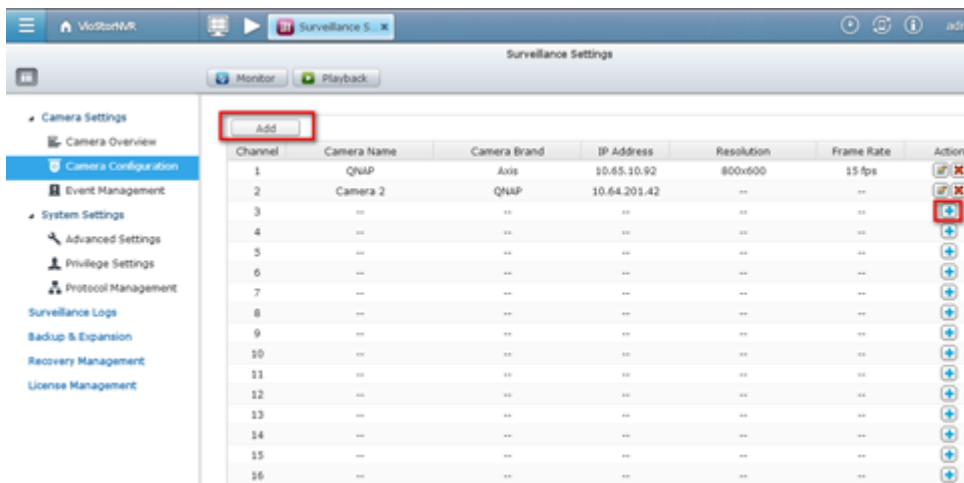 VioStorNVR
Surveillance S...
adm
Surveillance Settings
Monitor
Playback
Camera Settings
Camera Overview
Camera Configuration
Event Management
System Settings
Advanced Settings
Privilege Settings
Protocol Management
Surveillance Logs
Backup & Expansion
Recovery Management
License Management
Add
Channel Camera Name Camera Brand IP Address Resolution Frame Rate Action
1 QNAP Axis 10.65.10.92 800x600 15 fps
2 Camera 2 QNAP 10.64.201.42 -- --
3 -- -- -- -- --
4 -- -- -- -- --
5 -- -- -- -- --
6 -- -- -- -- --
7 -- -- -- -- --
8 -- -- -- -- --
9 -- -- -- -- --
10 -- -- -- -- --
11 -- -- -- -- --
12 -- -- -- -- --
13 -- -- -- -- --
14 -- -- -- -- --
15 -- -- -- -- --
16 -- -- -- -- --